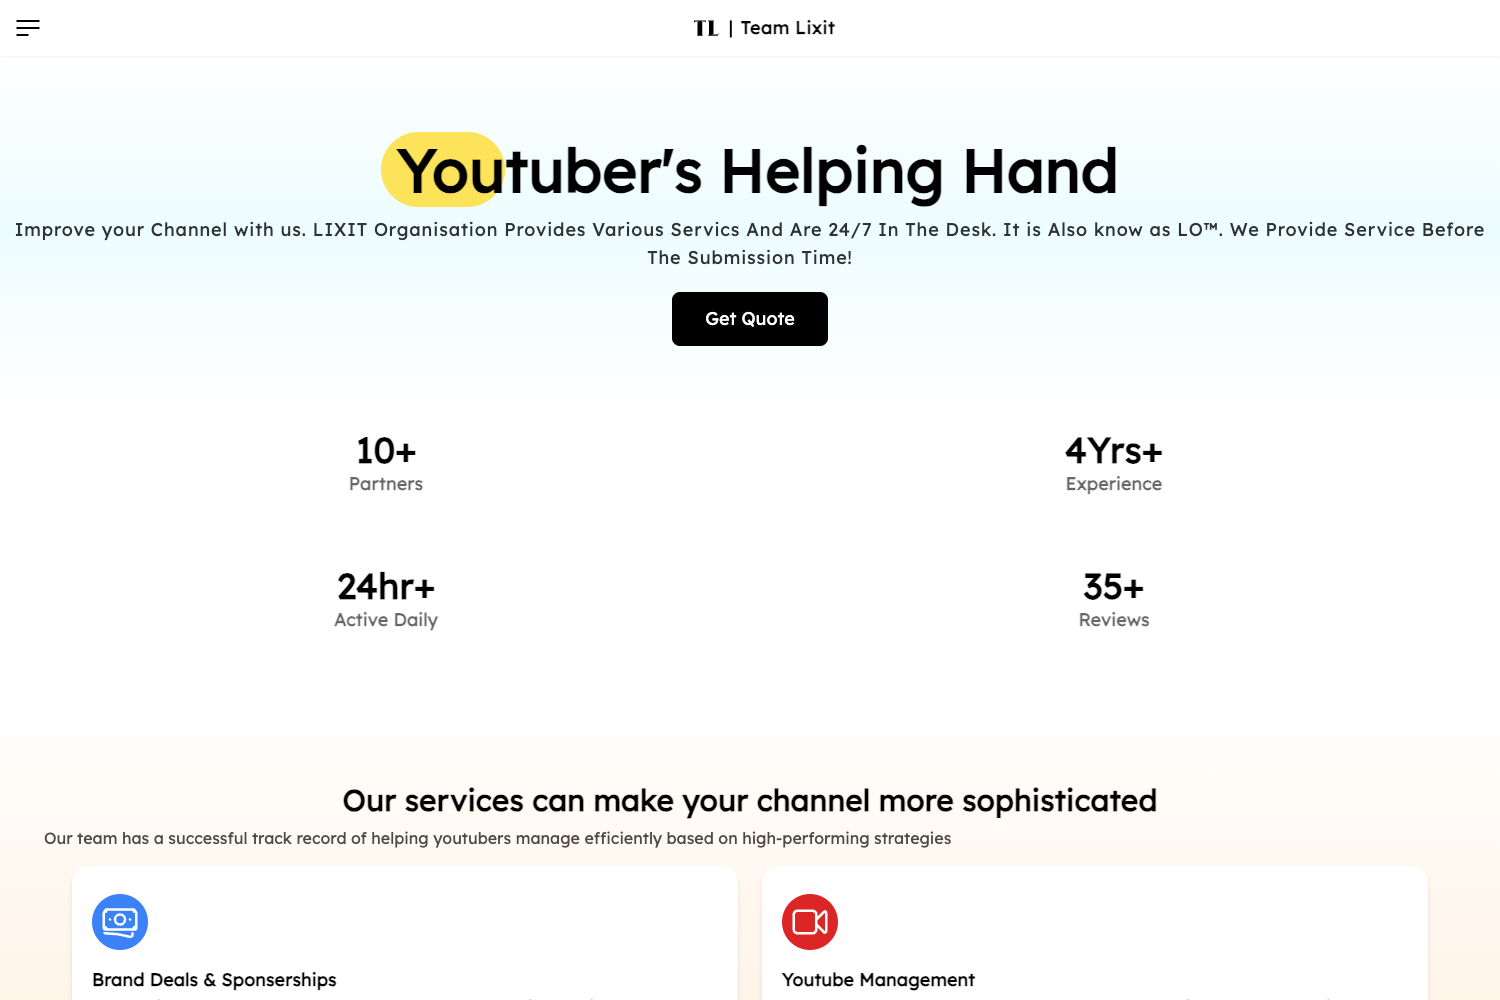 TL | Team Lixit
Youtuber's Helping Hand
Improve your Channel with us. LIXIT Organisation Provides Various Servics And Are 24/7 In The Desk. It is Also know as LO™. We Provide Service Before
The Submission Time!
Get Quote
10+
Partners
4Yrs+
Experience
24hr+
Active Daily
35+
Reviews
Our services can make your channel more sophisticated
Our team has a successful track record of helping youtubers manage efficiently based on high-performing strategies
Brand Deals & Sponserships
Youtube Management